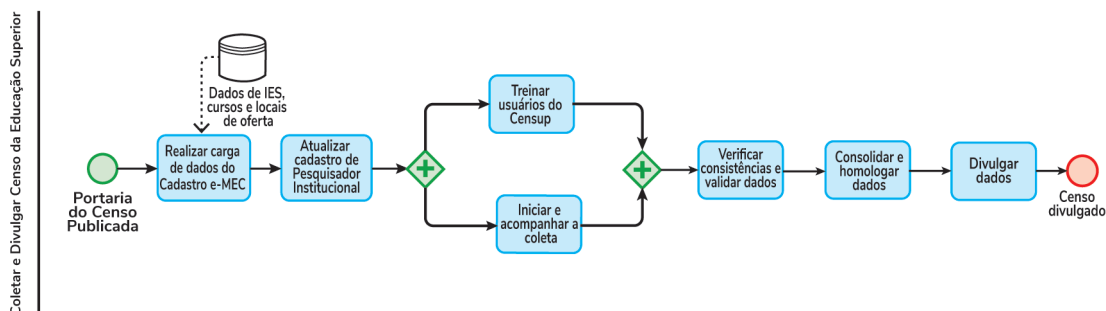 Coletar e Divulgar Censo da Educação Superior
Dados de IES,
cursos e locais
de oferta
Portaria
do Censo
Publicada
Realizar carga
de dados do
Cadastro e-MEC
Atualizar
cadastro de
Pesquisador
Institucional
Treinar
usuários do
Censup
Iniciar e
acompanhar a
coleta
Verificar
consistências e
validar dados
Consolidar e
homologar
dados
Divulgar
dados
Censo
divulgado